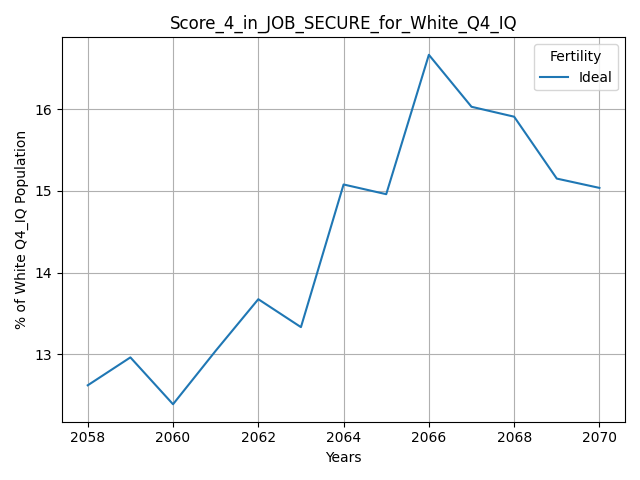 Score_4_in_JOB_SECURE_for_White_Q4_IQ
Fertility
Ideal
% of White Q4_IQ Population
16
15
14
13
2058 2060 2062 2064 2066 2068 2070
Years